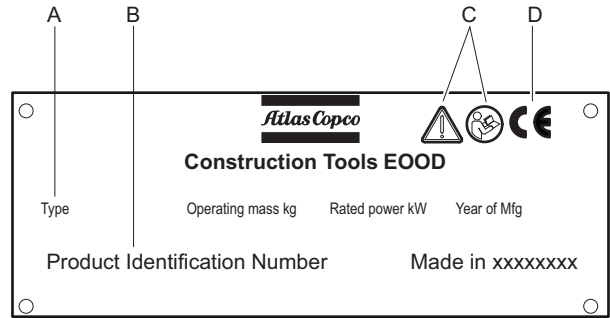 A B C D
Atlas Copco
Construction Tools EOOD
Type Operating mass kg Rated power kW Year of Mfg
Product Identification Number Made in xxxxxxxx